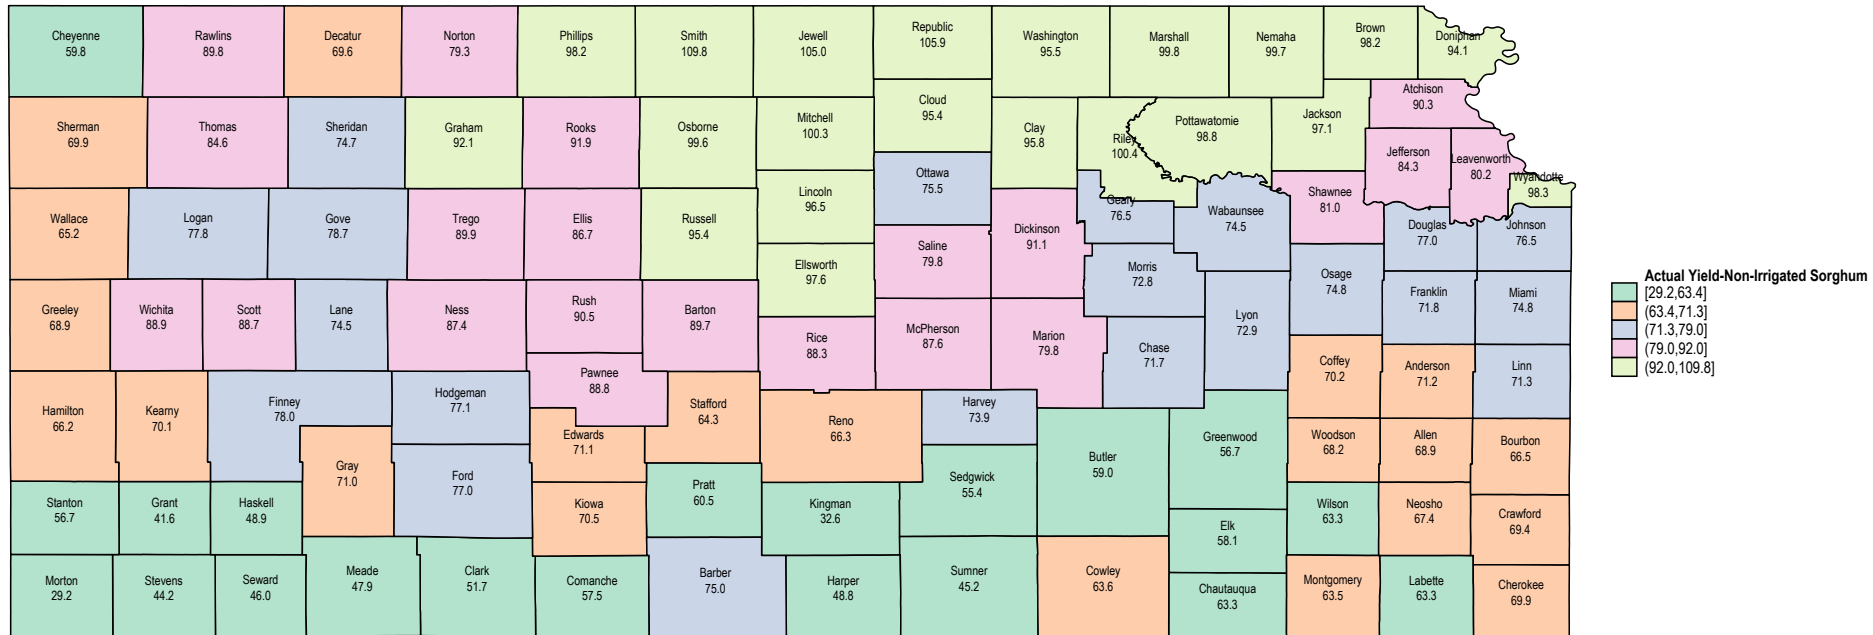 Cheyenne
59.8
Rawlins
89.8
Decatur
69.6
Norton
79.3
Phillips
98.2
Smith
109.8
Jewell
105.0
Republic
105.9
Washington
95.5
Marshall
99.8
Nemaha
99.7
Brown
98.2
Doniphan
94.1
Sherman
69.9
Thomas
84.6
Sheridan
74.7
Graham
92.1
Rooks
91.9
Osborne
99.6
Mitchell
100.3
Cloud
95.4
Clay
95.8
Riley
100.4
Pottawatomie
98.8
Jackson
97.1
Atchison
90.3
Jefferson
84.3
Leavenworth
80.2
Wyandotte
98.3
Wallace
65.2
Logan
77.8
Gove
78.7
Trego
89.9
Ellis
86.7
Russell
95.4
Lincoln
96.5
Ottawa
75.5
Saline
79.8
Dickinson
91.1
Geary
76.5
Wabaunsee
74.5
Shawnee
81.0
Douglas
77.0
Johnson
76.5
Greeley
68.9
Wichita
88.9
Scott
88.7
Lane
74.5
Ness
87.4
Rush
90.5
Barton
89.7
Ellsworth
97.6
Rice
88.3
McPherson
87.6
Marion
79.8
Morris
72.8
Chase
71.7
Lyon
72.9
Osage
74.8
Franklin
71.8
Miami
74.8
Actual Yield-Non-Irrigated Sorghum
[29.2,63.4]
(63.4,71.3]
(71.3,79.0]
(79.0,92.0]
(92.0,109.8]
Hamilton
66.2
Kearny
70.1
Finney
78.0
Hodgeman
77.1
Pawnee
88.8
Edwards
71.1
Stafford
64.3
Reno
66.3
Harvey
73.9
Butler
59.0
Greenwood
56.7
Coffey
70.2
Anderson
71.2
Linn
71.3
Woodson
68.2
Allen
68.9
Bourbon
66.5
Stanton
56.7
Grant
41.6
Haskell
48.9
Gray
71.0
Ford
77.0
Kiowa
70.5
Pratt
60.5
Kingman
32.6
Sedgwick
55.4
Elk
58.1
Wilson
63.3
Neosho
67.4
Crawford
69.4
Morton
29.2
Stevens
44.2
Seward
46.0
Meade
47.9
Clark
51.7
Comanche
57.5
Barber
75.0
Harper
48.8
Sumner
45.2
Cowley
63.6
Chautauqua
63.3
Montgomery
63.5
Labette
63.3
Cherokee
69.9